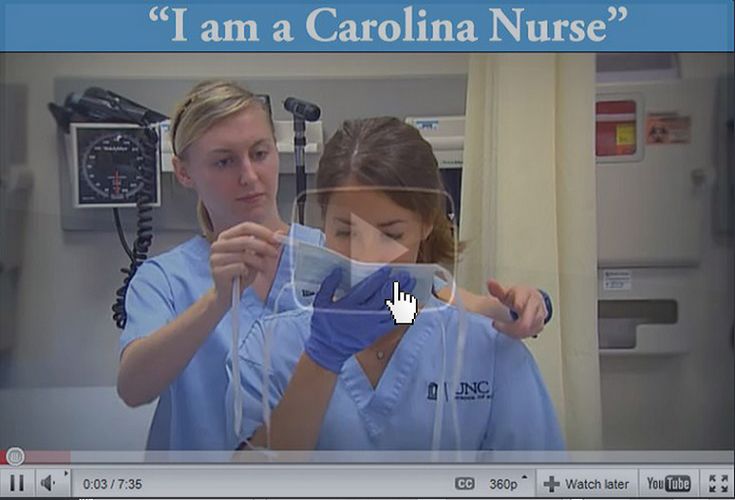 “I am a Carolina Nurse”
UNC
0:03 / 7:35
CC
360p
Watch later
YouTube